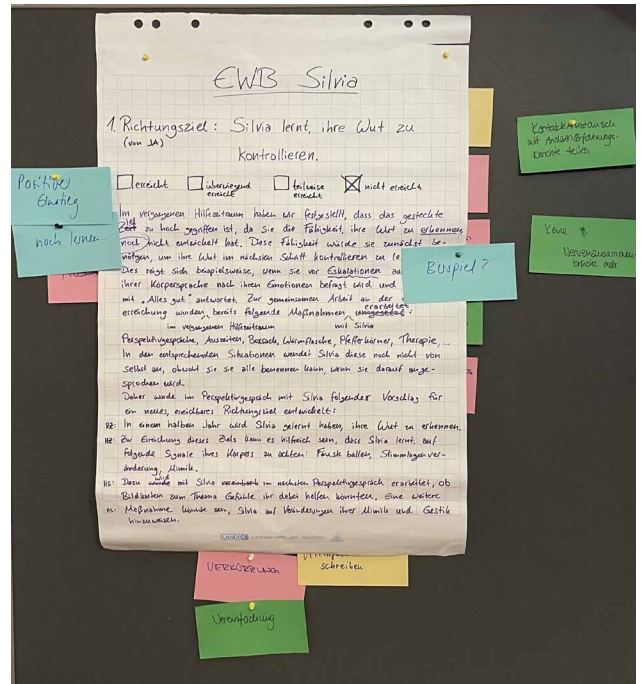 EWB Silvia
1. Richtungsziel: Silvia lernt, ihre Wut zu
(von JA)
kontrollieren.
erreicht
überwiegend erreicht
teilweise erreicht
nicht erreicht
Im vergangenen Hilfezeitraum haben wir festgestellt, dass das gesteckte
Ziel zu hoch gegriffen ist, da Sie die Fähigkeit, ihre Wut zu erkennen
noch nicht entwickelt hat. Diese Fähigkeit würde sie zunächst be-
nötigen, um ihre Wut im nächsten Schritt kontrollieren zu
Dies zeigt sich beispielsweise, wenn sie vor Eskalationen
ihrer Körpersprache nach ihren Emotionen befragt wird und
mit "Alles gut" antwortet. Zur gemeinsamen Arbeit an der
erarbeitet
erreichung wurden bereits folgende Maßnahmen umgesetzt:
im vergangenen Hilfezeitraum mit Silvia
Perspektivgespräche, Auszeiten, Boxsack, Wärmflasche, Pfefferkörner, Therapie,...
In den entsprechenden Situationen wendet Silvia diese noch nicht von
selbst an, obwohl sie sie alle benennen kann, wenn sie darauf ange-
sprochen wird.
Daher wurde im Perspektivgespräch mit Silvia folgender Vorschlag für
ein neues, erreichbares Richtungsziel entwickelt:
RZ: In einem halben Jahr wird Silvia gelernt haben, ihre Wut zu erkennen.
HZ: Zur Erreichung dieses Ziels kann es hilfreich sein, dass Silvia lernt, auf
folgende Signale ihres Körpers zu achten: Fäuste ballen, Stimmlagenver-
änderung, Mimik.
wird
HS: Dazu wurde mit Silvia vereinbart im nächsten Perspektivgespräch erarbeitet, ob
Bildkarten zum Thema Gefühle ihr dabei helfen könnten. Eine weitere
HS: Maßnahme könnte sein, Silvia auf Veränderungen ihrer Mimik und Gestik
hinzuweisen.
Positiver
Einstieg
noch lernen...
Beispiel?
Kontakt Austausch
mit Anderen/Erfahrungs-
berichte teilen
Keine
Nervenzusammen-
brüche mehr
VERKÜRZUNG
schreiben
Vereinfachung